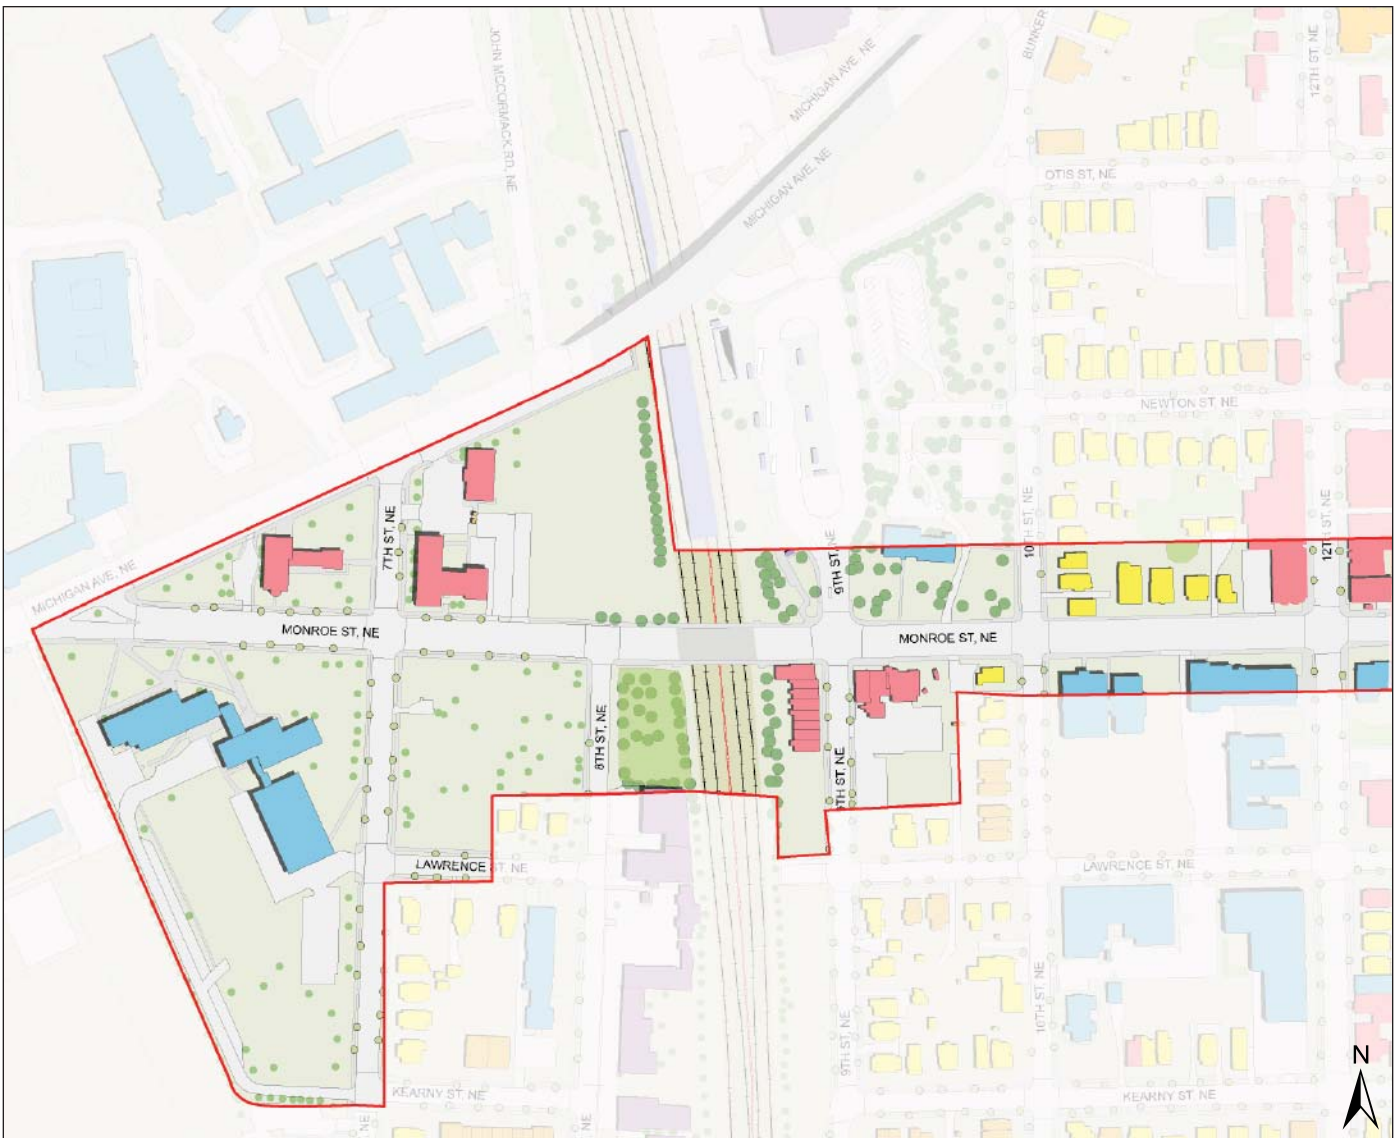 JOHN MCCORMACK RD, NE
MICHIGAN AVE, NE
BUNKER
12TH ST, NE
MICHIGAN AVE, NE
OTIS ST, NE
NEWTON ST, NE
7TH ST, NE
10TH ST, NE
12TH ST, NE
9TH ST, NE
MICHIGAN AVE, NE
MONROE ST, NE
MONROE ST, NE
8TH ST, NE
9TH ST, NE
LAWRENCE ST, NE
LAWRENCE ST, NE
10TH ST, NE
9TH ST, NE
KEARNY ST, NE
KEARNY ST, NE
NE
NE
N